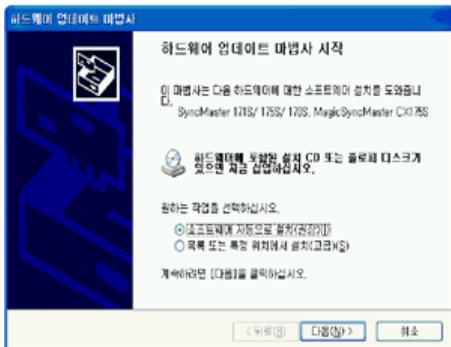 하드웨어 업데이트 마법사
하드웨어 업데이트 마법사 시작
이 마법사는 다음 하드웨어에 대한 소프트웨어 설치를 도와줍니
다.
SyncMaster 171S/ 175S/ 170S, MagicSyncMaster CX175S
하드웨어에 포함된 설치 CD 또는 플로피 디스크가
있으면 지금 삽입하십시오.
원하는 작업을 선택하십시오.
소프트웨어 자동으로 설치(권장)(I)
목록 또는 특정 위치에서 설치(고급)(S)
계속하려면 [다음]을 클릭하십시오.
< 뒤로(B) 다음(N) > 취소